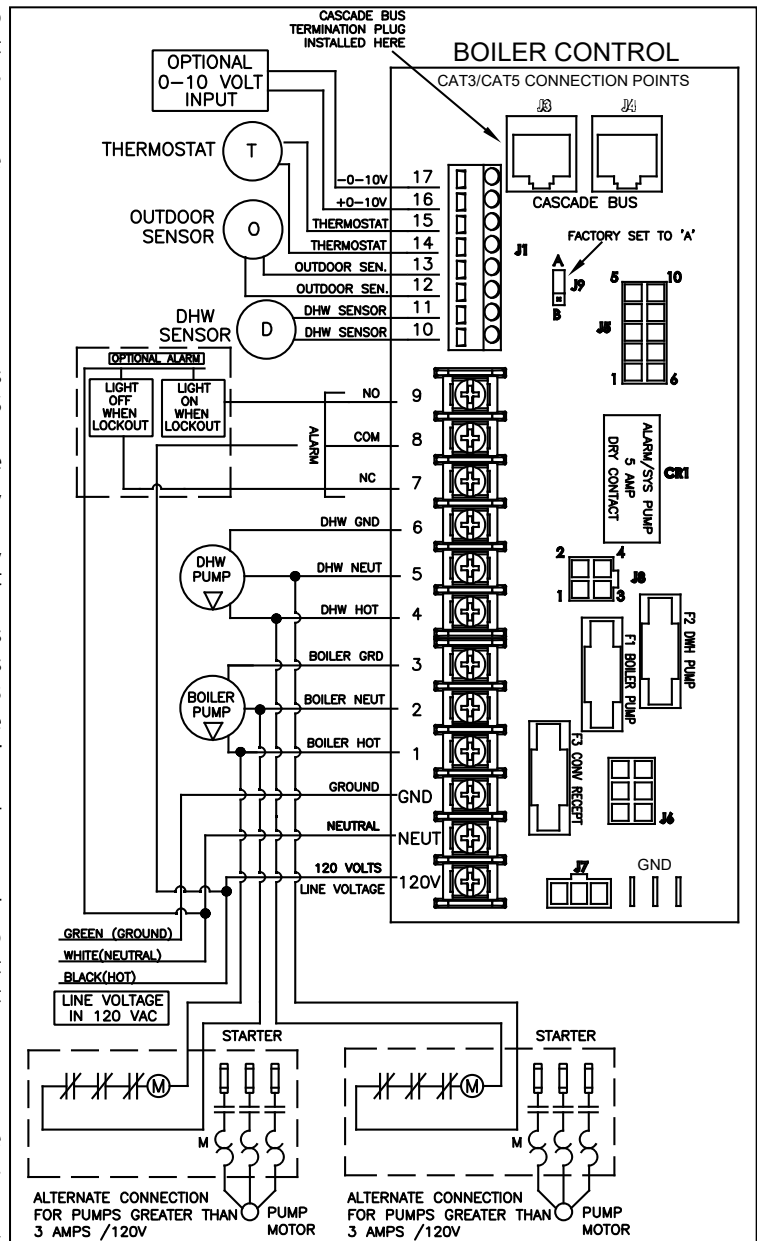 CASCADE BUS
TERMINATION PLUG
INSTALLED HERE
BOILER CONTROL
CAT3/CAT5 CONNECTION POINTS
OPTIONAL
0-10 VOLT
INPUT
J3
J4
CASCADE BUS
THERMOSTAT
T
OUTDOOR
SENSOR
O
DHW
SENSOR
D
-0-10V 17
+0-10V 16
THERMOSTAT 15
THERMOSTAT 14
OUTDOOR SEN. 13
OUTDOOR SEN. 12
DHW SENSOR 11
DHW SENSOR 10
J1
FACTORY SET TO 'A'
A
J9
B
5 10
J5
1 6
OPTIONAL ALARM
LIGHT
OFF
WHEN
LOCKOUT
LIGHT
ON
WHEN
LOCKOUT
ALARM
NO 9
COM 8
NC 7
ALARM/SYS PUMP
5 AMP
DRY CONTACT
CR1
DHW GND 6
DHW NEUT 5
DHW HOT 4
DHW
PUMP
2 4
J8
1 3
BOILER GRD 3
BOILER NEUT 2
BOILER HOT 1
BOILER
PUMP
F2 DWH PUMP
F1 BOILER PUMP
F3 CONV RECEPT
GROUND GND
NEUTRAL NEUT
120 VOLTS 120V
LINE VOLTAGE
J6
J7
GND
GREEN (GROUND)
WHITE(NEUTRAL)
BLACK(HOT)
LINE VOLTAGE
IN 120 VAC
STARTER
M
M
ALTERNATE CONNECTION
FOR PUMPS GREATER THAN
3 AMPS /120V
PUMP
MOTOR
STARTER
M
M
ALTERNATE CONNECTION
FOR PUMPS GREATER THAN
3 AMPS /120V
PUMP
MOTOR